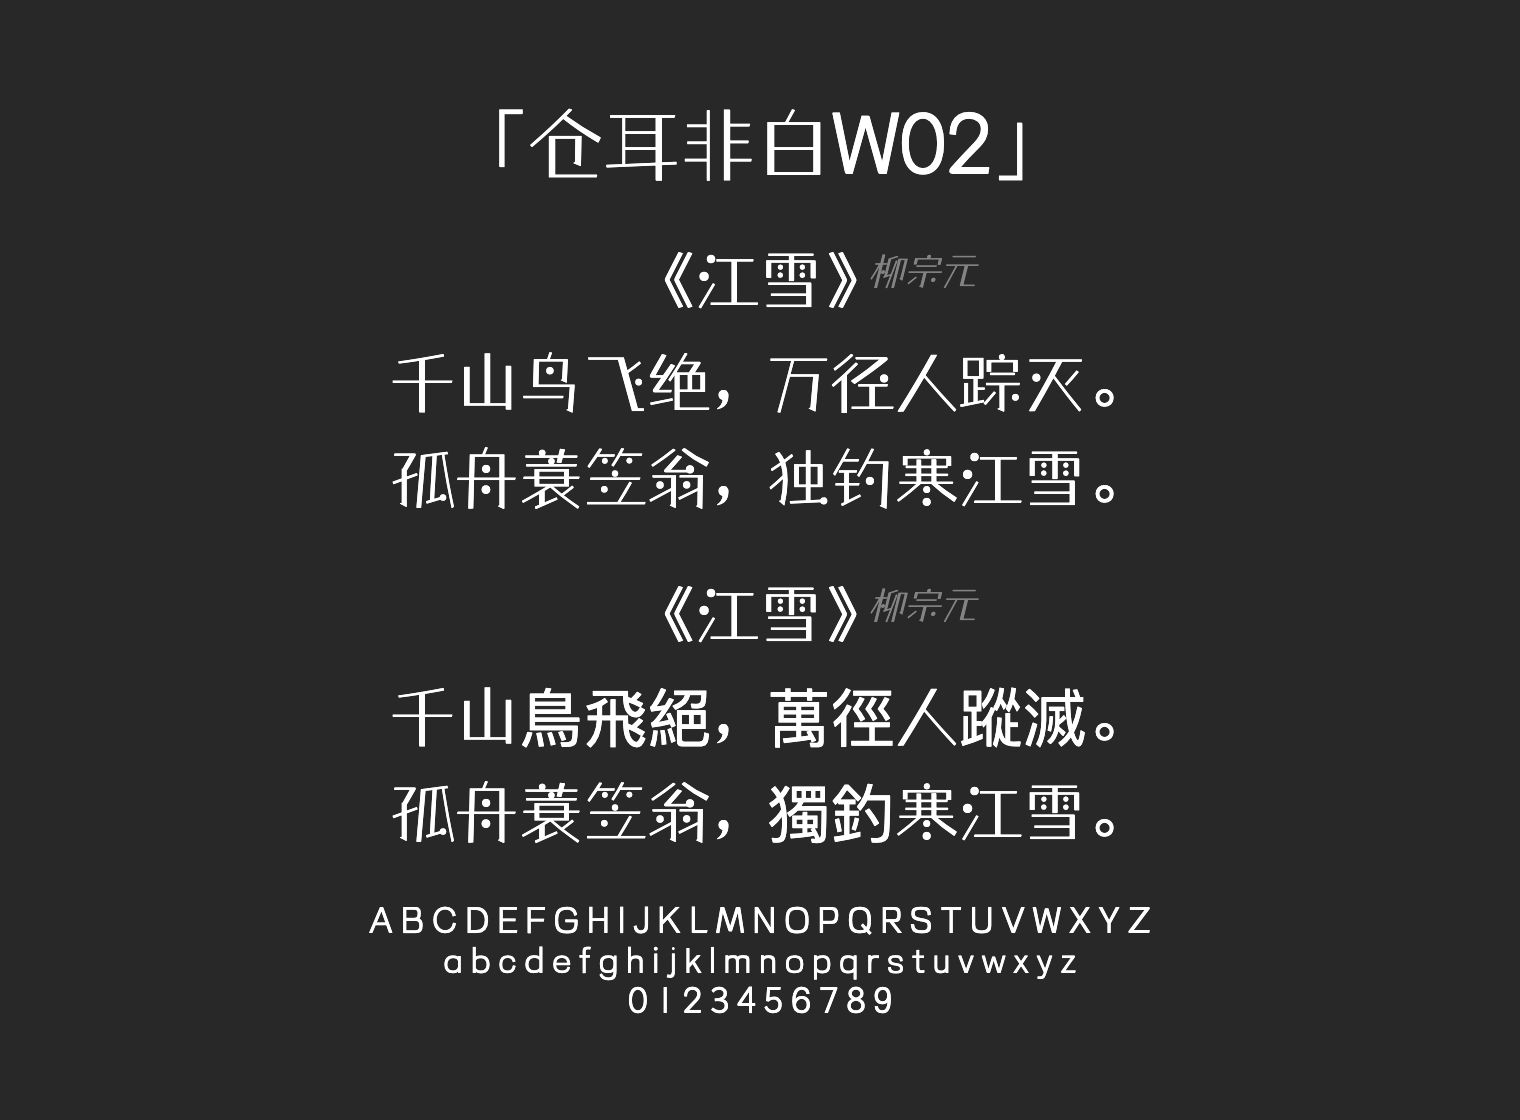 「仓耳非白W02」
《江雪》柳宗元
千山鸟飞绝，万径人踪灭。
孤舟蓑笠翁，独钓寒江雪。
《江雪》柳宗元
千山鳥飛絕，萬徑人蹤滅。
孤舟蓑笠翁，獨釣寒江雪。
ABCDEFGHIJKLMNOPQRSTUVWXYZ
abcdefghijklmnopqrstuvwxyz
0123456789